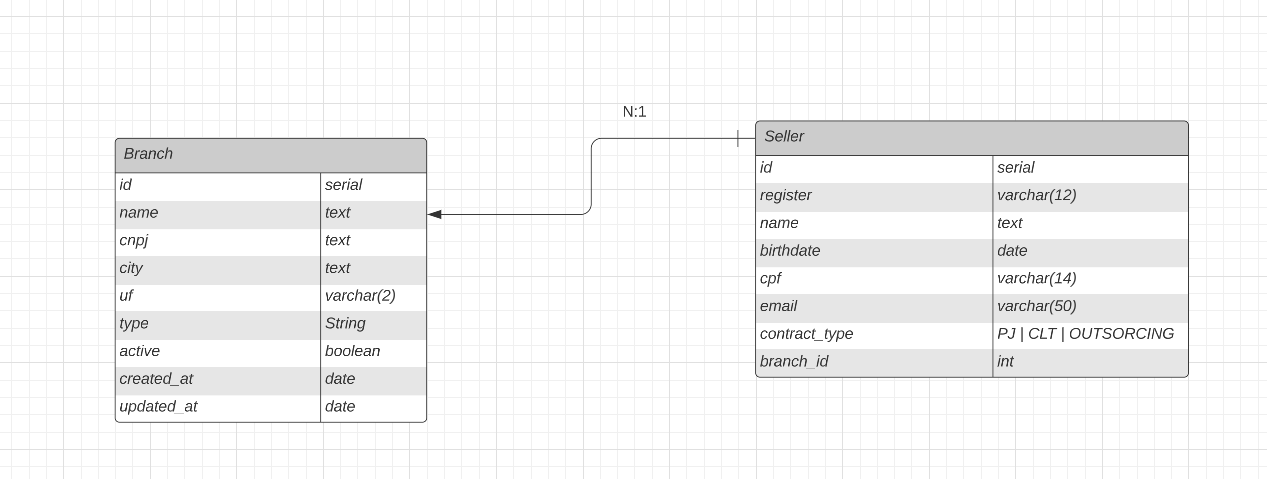 N:1
Branch
id serial
name text
cnpj text
city text
uf varchar(2)
type String
active boolean
created_at date
updated_at date
Seller
id serial
register varchar(12)
name text
birthdate date
cpf varchar(14)
email varchar(50)
contract_type PJ | CLT | OUTSORCING
branch_id int